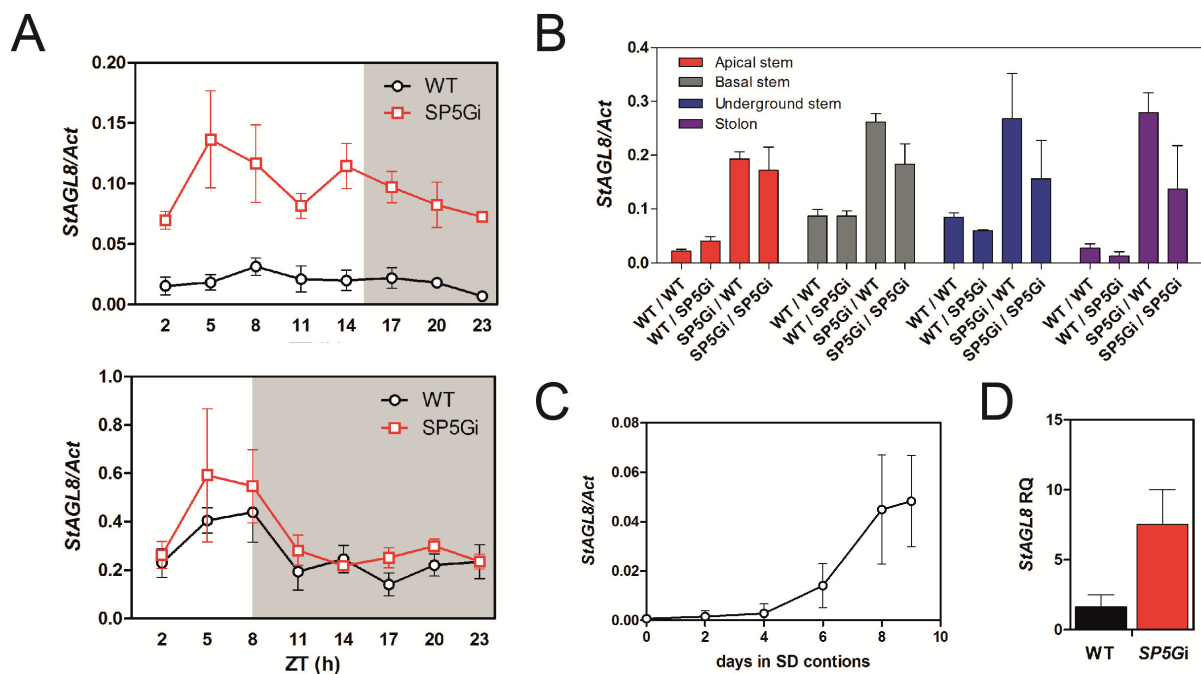 A
StAGL8/Act
0.20
0.15
0.10
0.05
0.00
WT
SP5Gi
2 5 8 11 14 17 20 23
StAGL8/Act
1.0
0.8
0.6
0.4
0.2
0.0
WT
SP5Gi
2 5 8 11 14 17 20 23
ZT (h)
B
StAGL8/Act
0.4
0.3
0.2
0.1
0.0
Apical stem
Basal stem
Underground stem
Stolon
WT / WT
WT / SP5Gi
SP5Gi / WT
SP5Gi / SP5Gi
WT / WT
WT / SP5Gi
SP5Gi / WT
SP5Gi / SP5Gi
WT / WT
WT / SP5Gi
SP5Gi / WT
SP5Gi / SP5Gi
WT / WT
WT / SP5Gi
SP5Gi / WT
SP5Gi / SP5Gi
C
StAGL8/Act
0.08
0.06
0.04
0.02
0.00
0 2 4 6 8 10
days in SD contions
D
StAGL8 RQ
15
10
5
0
WT SP5Gi